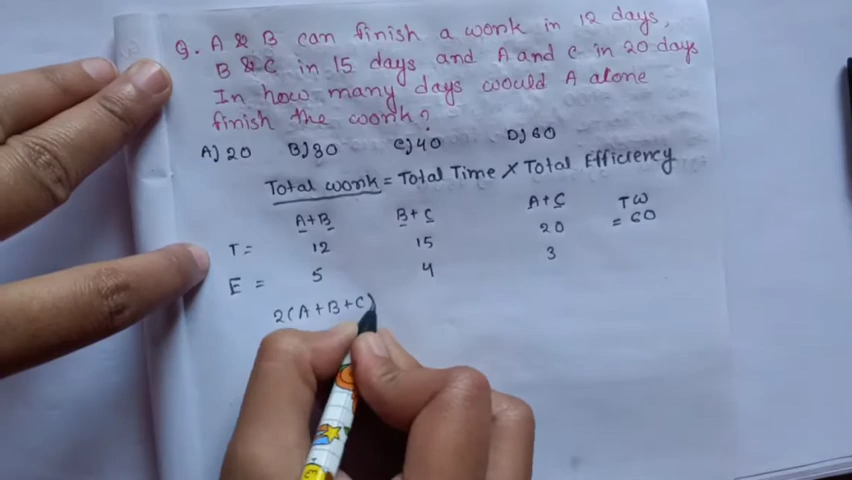 Q. A & B can finish a work in 12 days,
B & C in 15 days and A and C in 20 days
In how many days would A alone
finish the work?
A) 20 B) 30 C) 40 D) 60
Total work = Total Time × Total Efficiency
A+B B+C A+C TW
T = 12 15 20 = 60
E = 5 4 3
2(A+B+C)